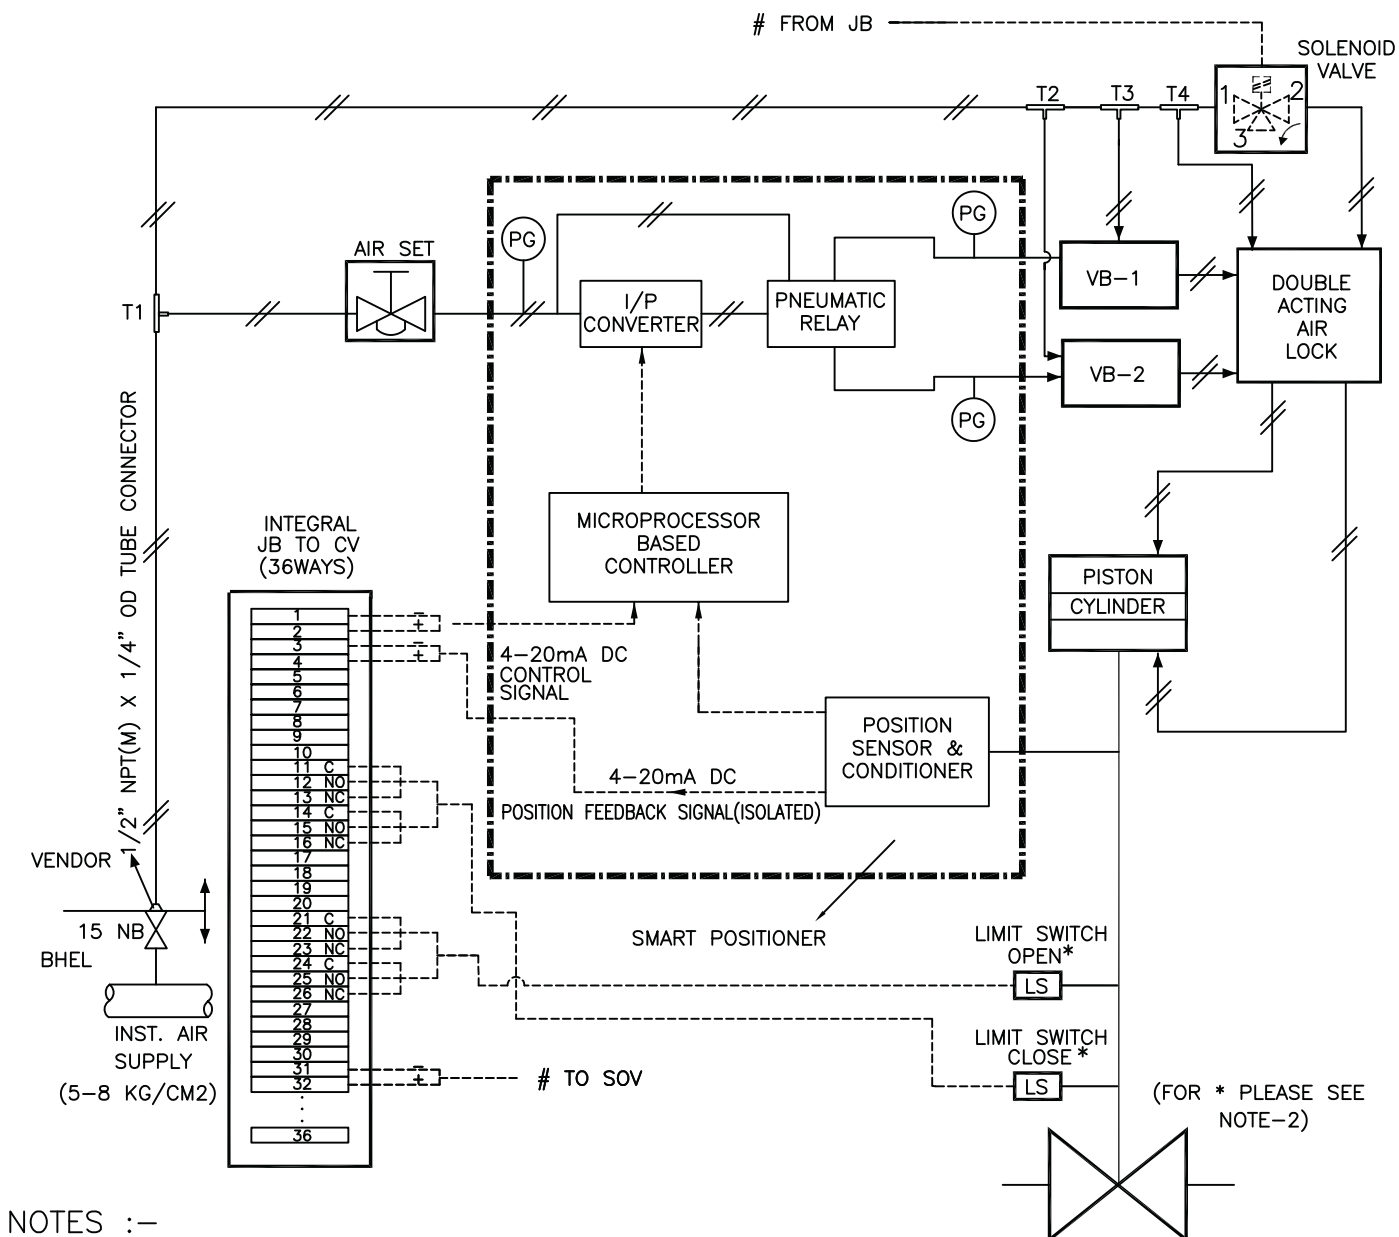 # FROM JB
SOLENOID
VALVE
T2
T3
T4
1
2
3
PG
PG
AIR SET
T1
I/P
CONVERTER
PNEUMATIC
RELAY
VB-1
DOUBLE
ACTING
AIR
LOCK
VB-2
PG
1/2" NPT(M) X 1/4" OD TUBE CONNECTOR
INTEGRAL
JB TO CV
(36WAYS)
MICROPROCESSOR
BASED
CONTROLLER
PISTON
CYLINDER
1 -
2 +
3 -
4 +
5
6
7
8
9
10
11 C
12 NO
13 NC
14 C
15 NO
16 NC
17
18
19
20
21 C
22 NO
23 NC
24 C
25 NO
26 NC
27
28
29
30
31 -
32 +
36
4-20mA DC
CONTROL
SIGNAL
POSITION
SENSOR &
CONDITIONER
4-20mA DC
POSITION FEEDBACK SIGNAL(ISOLATED)
VENDOR
15 NB
BHEL
SMART POSITIONER
LIMIT SWITCH
OPEN*
LS
INST. AIR
SUPPLY
(5-8 KG/CM2)
LIMIT SWITCH
CLOSE*
LS
# TO SOV
(FOR * PLEASE SEE
NOTE-2)
NOTES :-